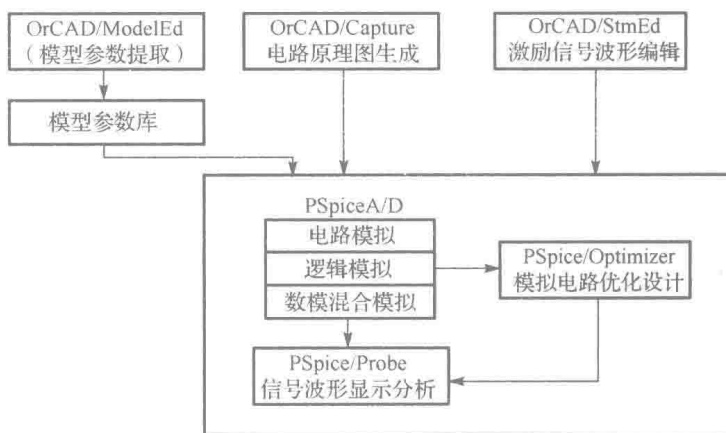 OrCAD/ModelEd
（模型参数提取）
OrCAD/Capture
电路原理图生成
OrCAD/StmEd
激励信号波形编辑
模型参数库
PSpiceA/D
电路模拟
逻辑模拟
数模混合模拟
PSpice/Optimizer
模拟电路优化设计
PSpice/Probe
信号波形显示分析